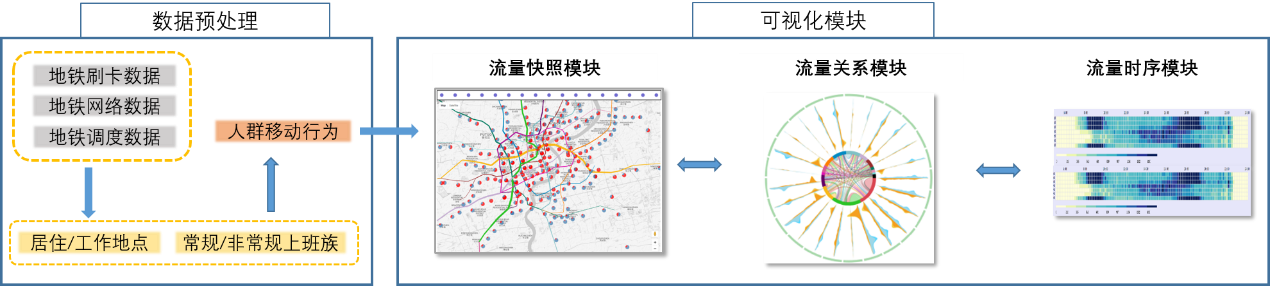 数据预处理
可视化模块
地铁刷卡数据
地铁网络数据
地铁调度数据
人群移动行为
居住/工作地点
常规/非常规上班族
流量快照模块
流量关系模块
流量时序模块